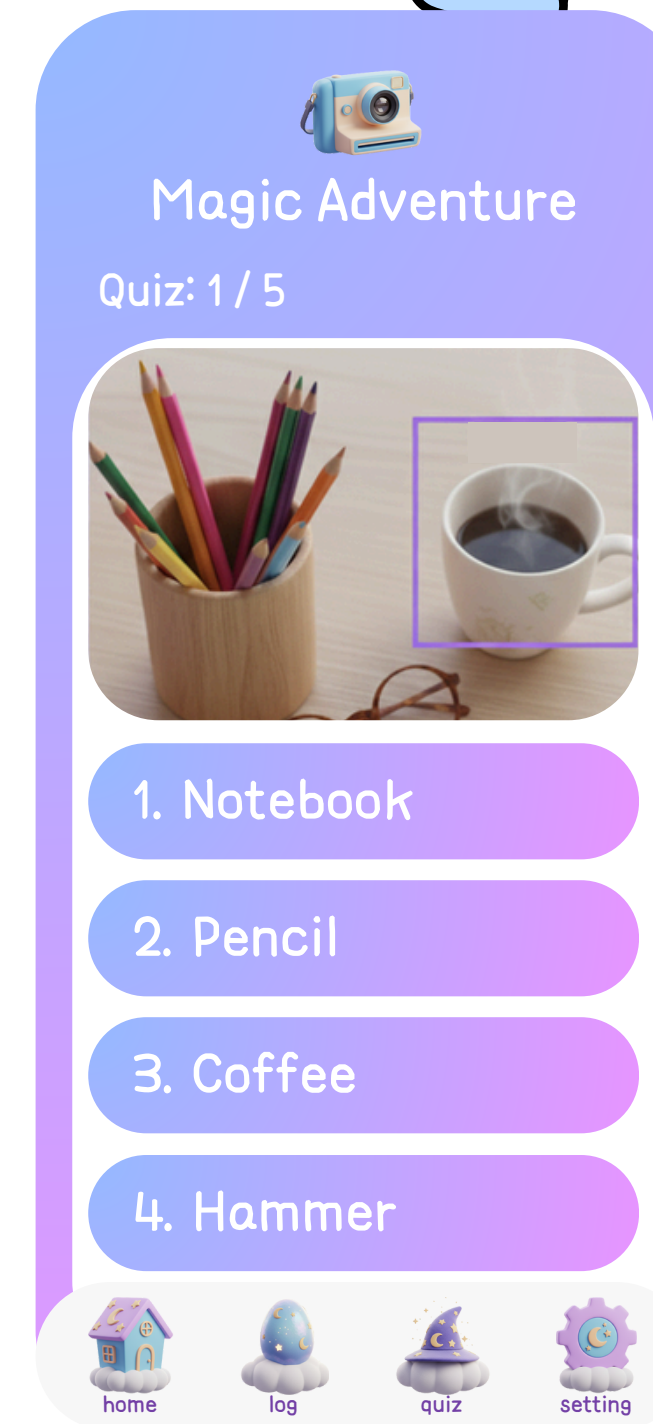 Magic Adventure
Quiz: 1 / 5
1. Notebook
2. Pencil
3. Coffee
4. Hammer
home log quiz setting